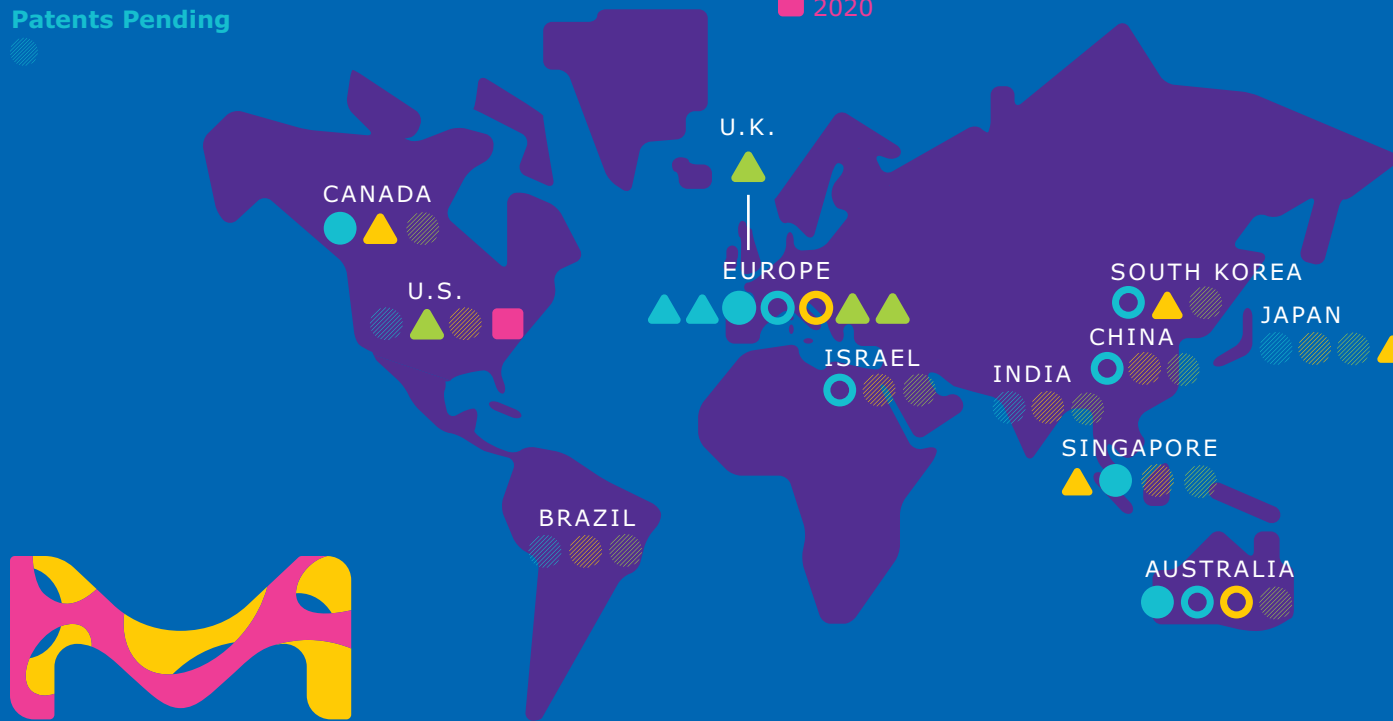 Patents Pending
2020
U.K.
CANADA
EUROPE
SOUTH KOREA
U.S.
JAPAN
CHINA
ISRAEL
INDIA
SINGAPORE
BRAZIL
AUSTRALIA